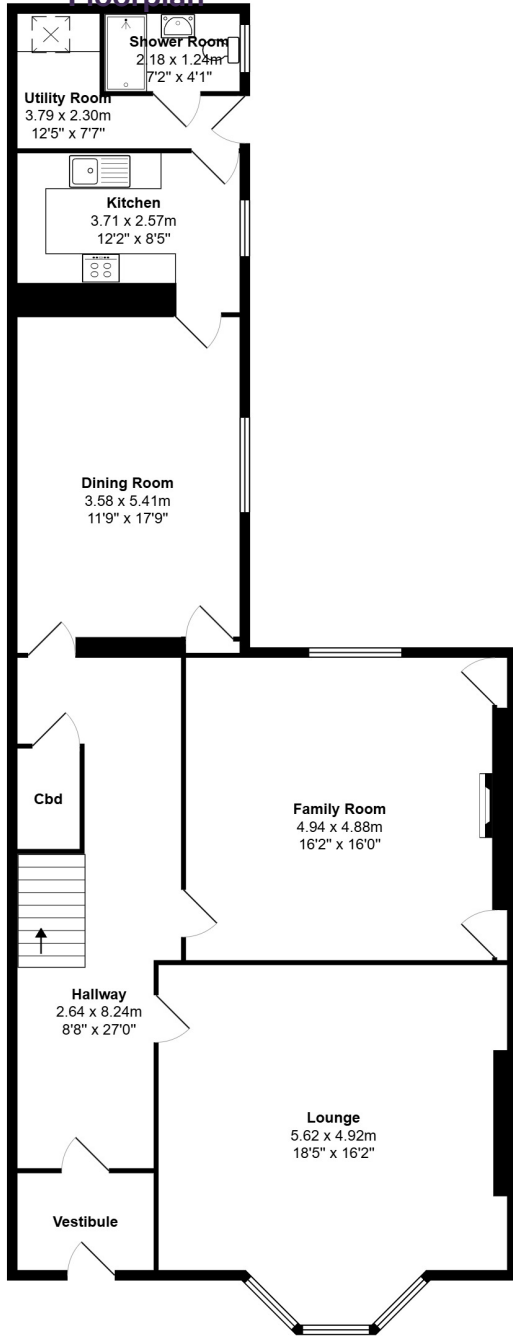 Floorplan
Shower Room
2.18 x 1.24m
7'2" x 4'1"
Utility Room
3.79 x 2.30m
12'5" x 7'7"
Kitchen
3.71 x 2.57m
12'2" x 8'5"
Dining Room
3.58 x 5.41m
11'9" x 17'9"
Cbd
Family Room
4.94 x 4.88m
16'2" x 16'0"
Hallway
2.64 x 8.24m
8'8" x 27'0"
Lounge
5.62 x 4.92m
18'5" x 16'2"
Vestibule